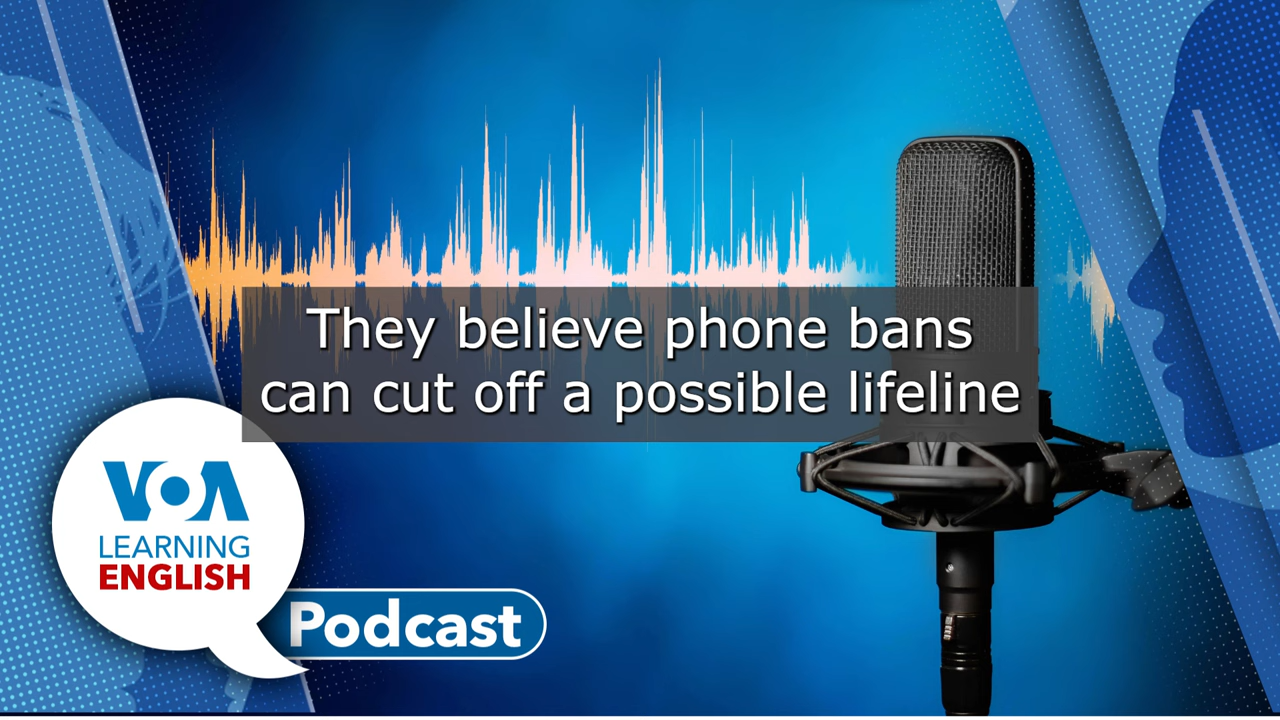 They believe phone bans
can cut off a possible lifeline
VOA
LEARNING
ENGLISH
Podcast